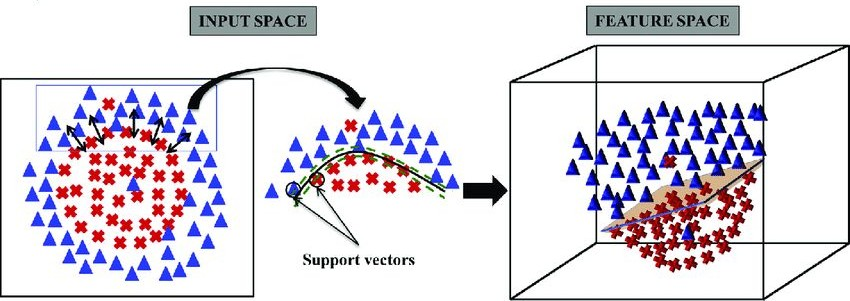 INPUT SPACE
FEATURE SPACE
Support vectors